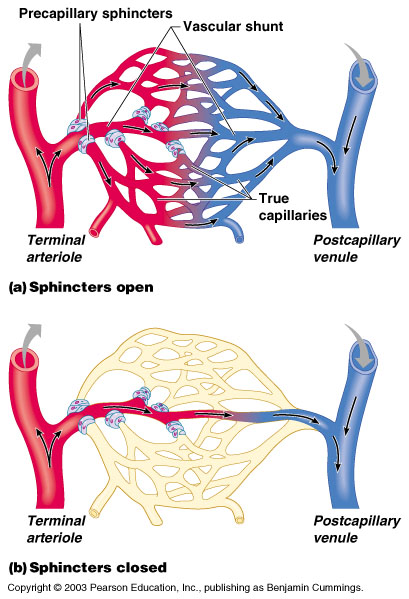 Precapillary sphincters
Vascular shunt
True
capillaries
Terminal
arteriole
Postcapillary
venule
(a) Sphincters open
Terminal
arteriole
Postcapillary
venule
(b) Sphincters closed
Copyright © 2003 Pearson Education, Inc., publishing as Benjamin Cummings.